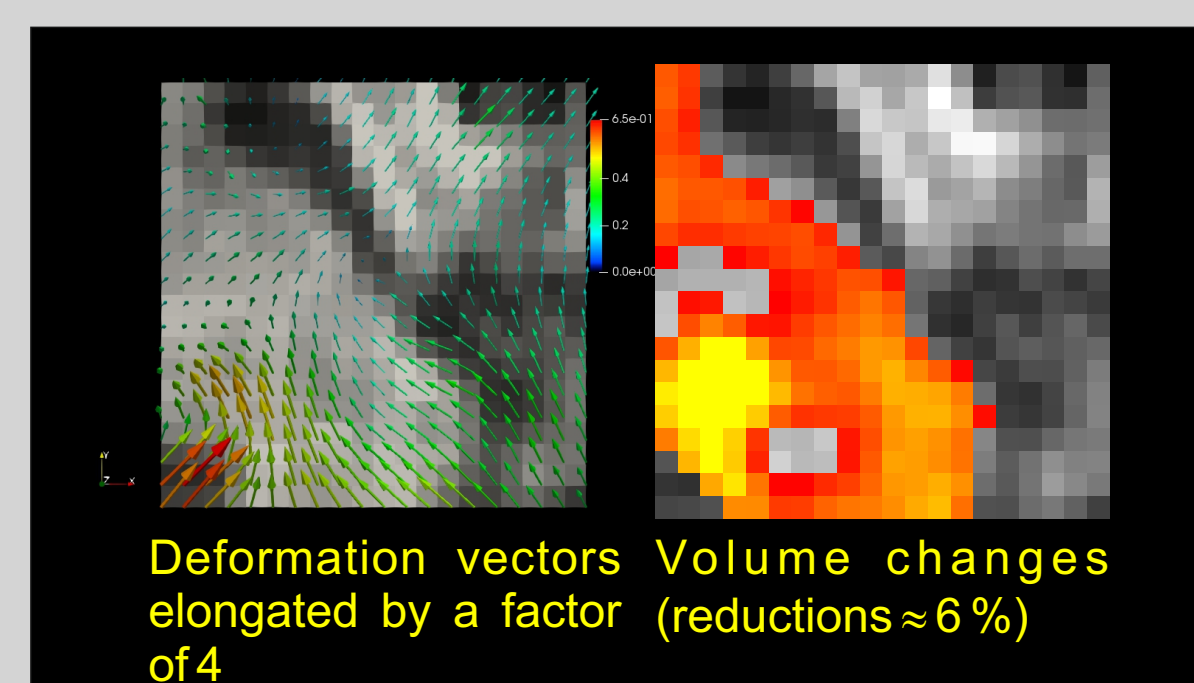 6.5e-01
0.4
0.2
0.0e+00
Y
Z X
Deformation vectors
elongated by a factor
of 4
Volume changes
(reductions ≈ 6 %)